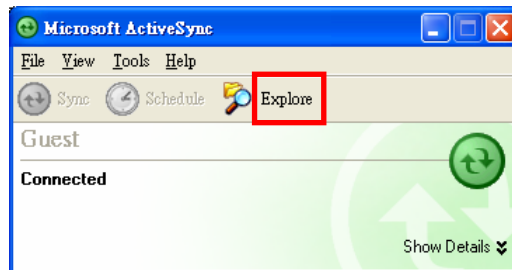 Microsoft ActiveSync
File View Tools Help
Sync Schedule Explore
Guest
Connected
Show Details